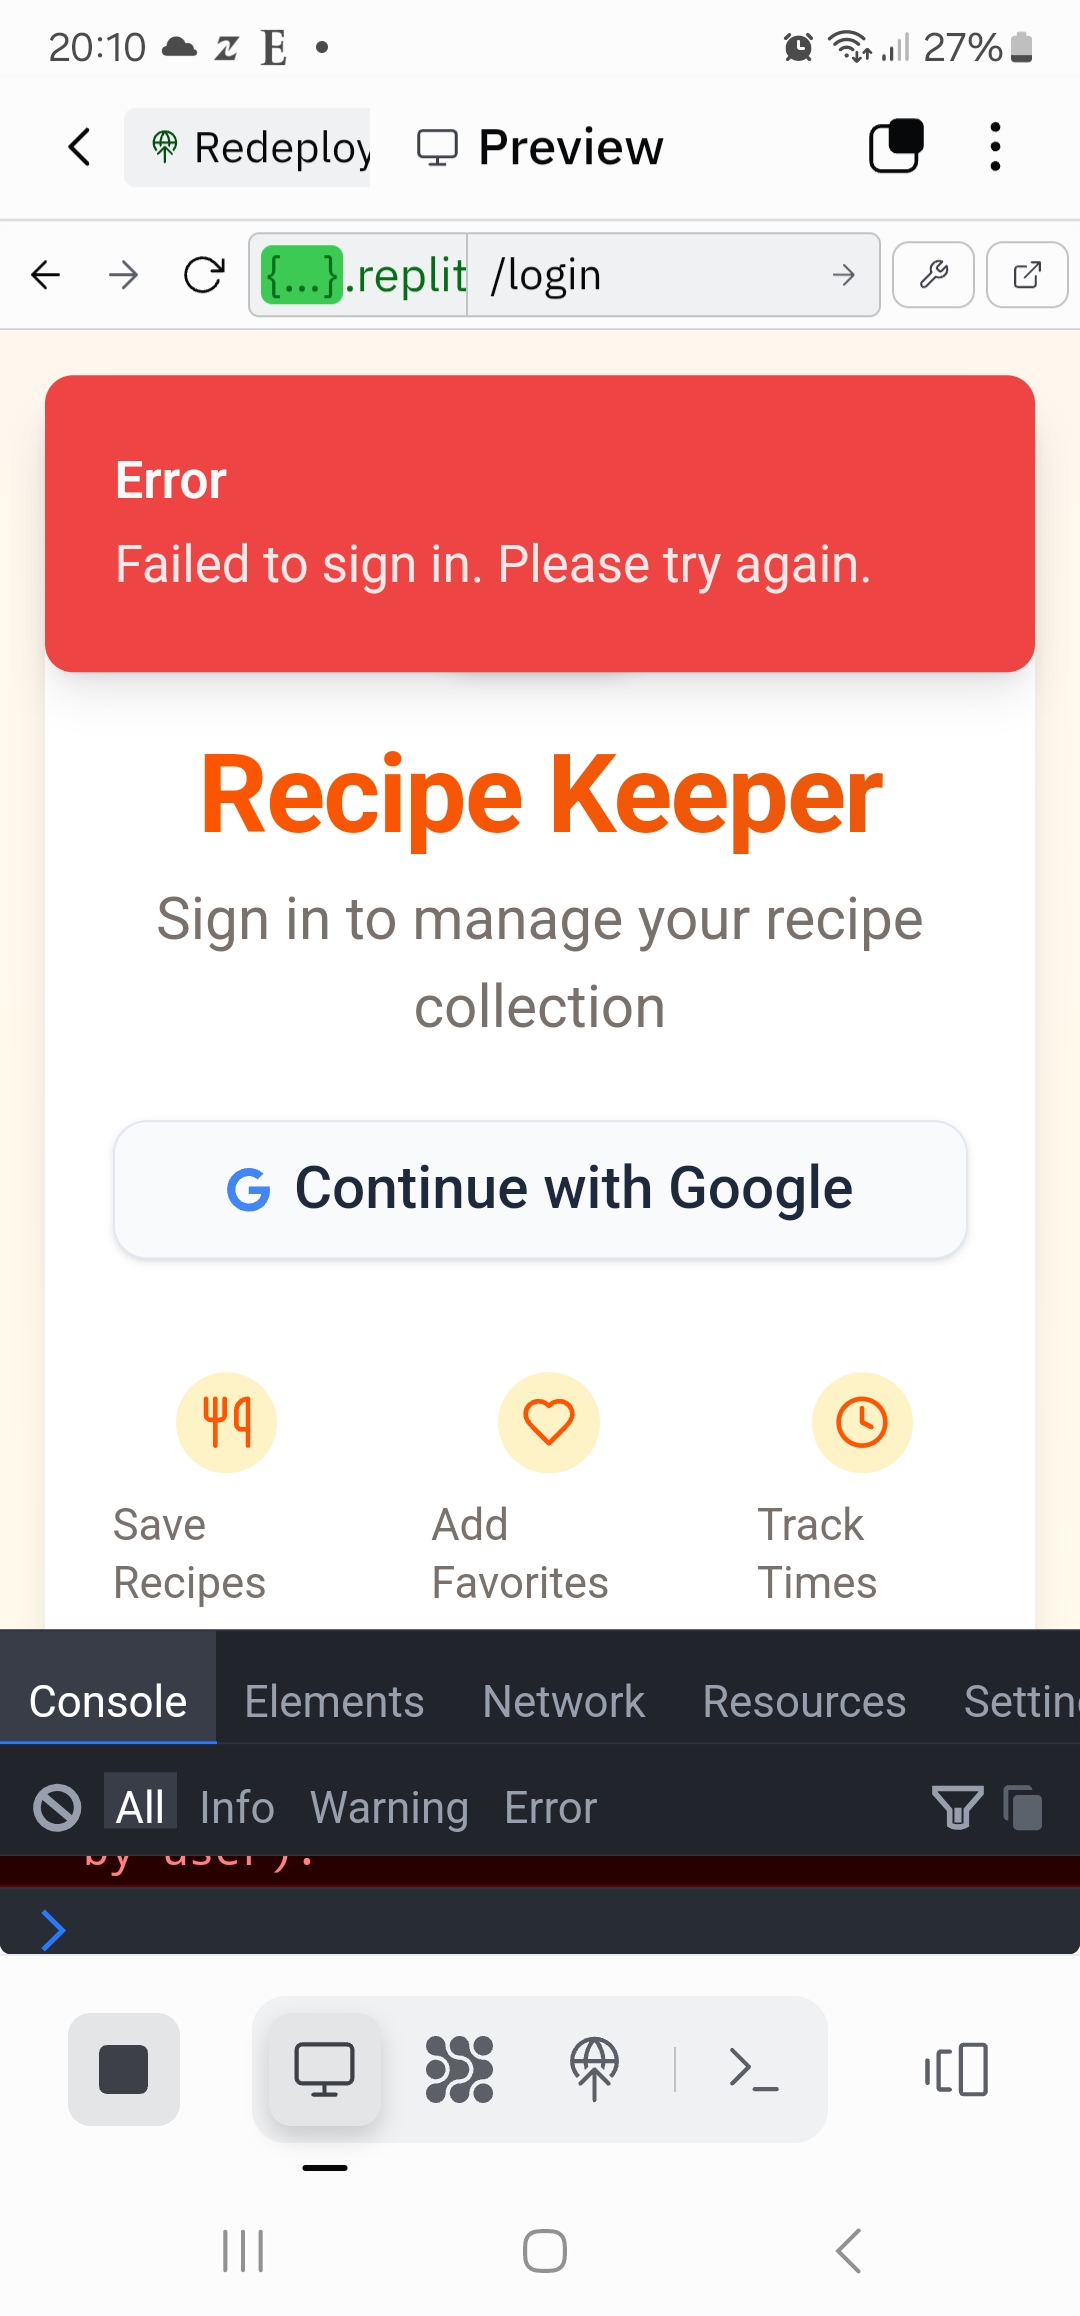 20:10 Z E 27%
Redeploy Preview
{...}.replit /login
Error
Failed to sign in. Please try again.
Recipe Keeper
Sign in to manage your recipe
collection
G Continue with Google
Save Recipes
Add Favorites
Track Times
Console Elements Network Resources Settin
All Info Warning Error
by user).